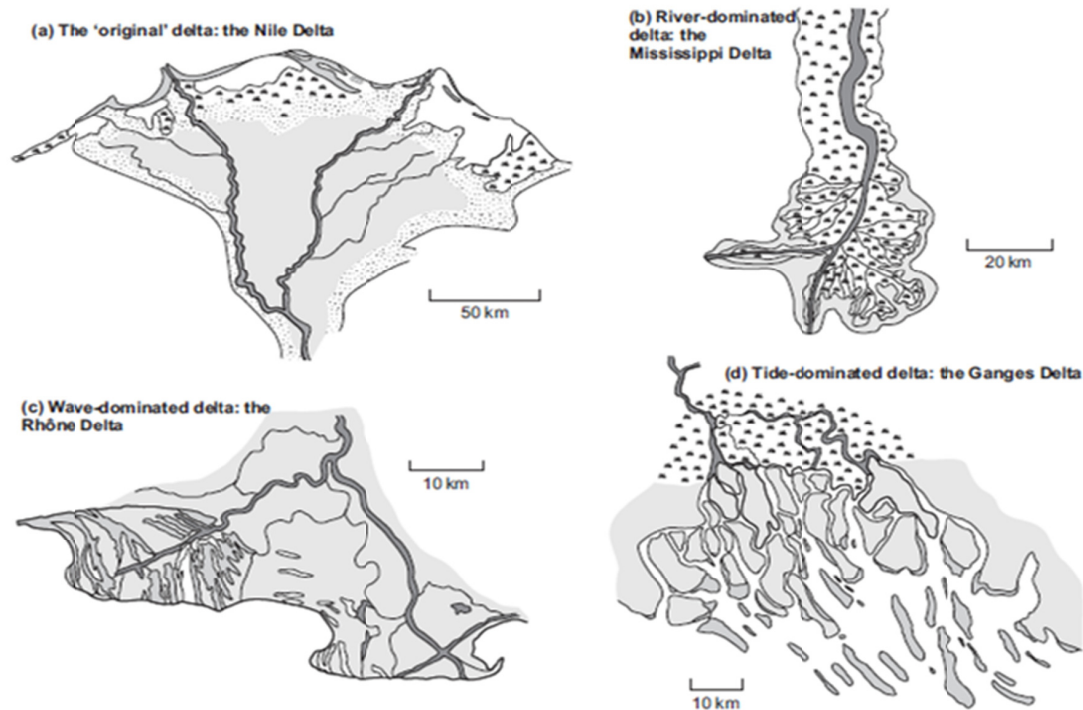 (a) The ‘original’ delta: the Nile Delta
50 km
(b) River-dominated
delta: the
Mississippi Delta
20 km
(c) Wave-dominated delta: the
Rhône Delta
10 km
(d) Tide-dominated delta: the Ganges Delta
10 km